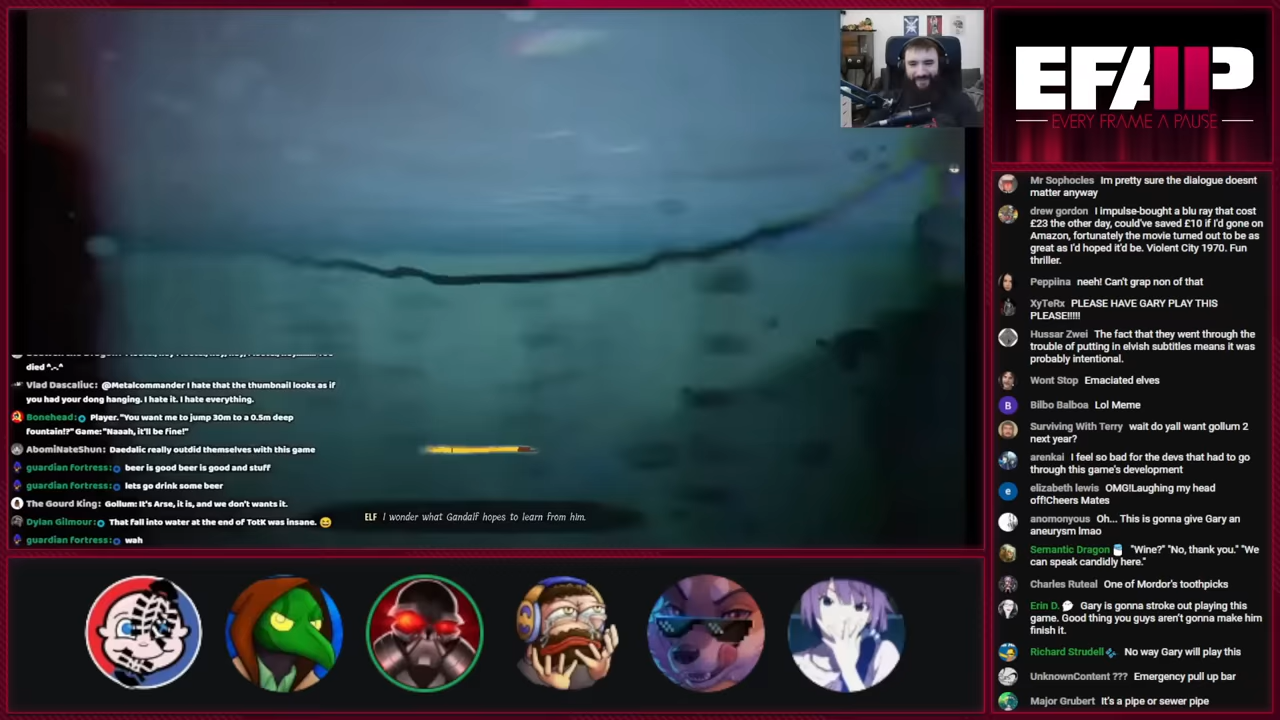 EFAP
EVERY FRAME A PAUSE
died ^-^
Vlad Dascaliuc: @Metalcommander I hate that the thumbnail looks as if
you had your dong hanging. I hate it. I hate everything.
Bonehead: Player. "You want me to jump 30m to a 0.5m deep
fountain!?" Game: "Naaah, it'll be fine!"
AbomiNateShun: Daedalic really outdid themselves with this game
guardian fortress: beer is good beer is good and stuff
guardian fortress: lets go drink some beer
The Gourd King: Gollum: It's Arse, it is, and we don't wants it.
Dylan Gilmour: That fall into water at the end of TotK was insane. 😄
guardian fortress: wah
ELF I wonder what Gandalf hopes to learn from him.
Mr Sophocles Im pretty sure the dialogue doesnt
matter anyway
drew gordon I impulse-bought a blu ray that cost
£23 the other day, could've saved £10 if I'd gone on
Amazon, fortunately the movie turned out to be as
great as I'd hoped it'd be. Violent City 1970. Fun
thriller.
Peppiina neeh! Can't grap non of that
XyTeRx PLEASE HAVE GARY PLAY THIS
PLEASE!!!!!
Hussar Zwei The fact that they went through the
trouble of putting in elvish subtitles means it was
probably intentional.
Wont Stop Emaciated elves
B Bilbo Balboa Lol Meme
Surviving With Terry wait do yall want gollum 2
next year?
arenkai I feel so bad for the devs that had to go
through this game's development
e elizabeth lewis OMG!Laughing my head
off!Cheers Mates
anomonyous Oh... This is gonna give Gary an
aneurysm lmao
Semantic Dragon "Wine?" "No, thank you." "We
can speak candidly here."
Charles Ruteal One of Mordor's toothpicks
Erin D. Gary is gonna stroke out playing this
game. Good thing you guys aren't gonna make him
finish it.
Richard Strudell No way Gary will play this
UnknownContent ??? Emergency pull up bar
Major Grubert It's a pipe or sewer pipe